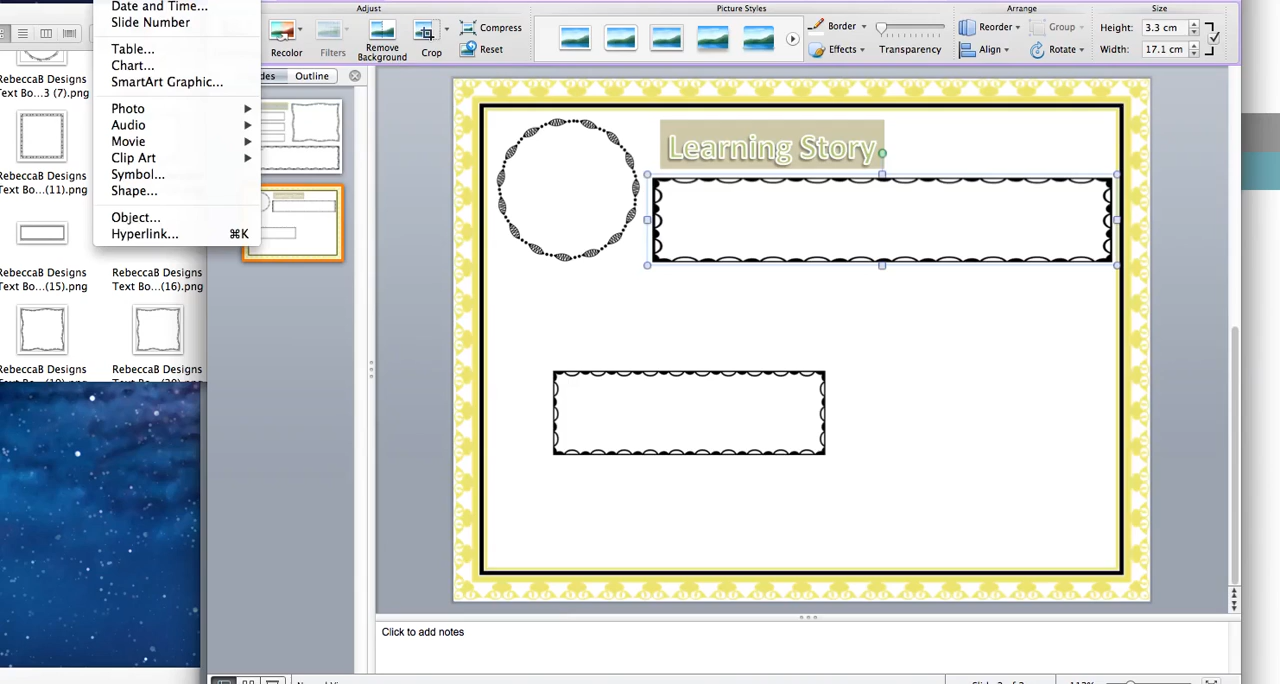 Date and Time...
Slide Number
Table...
Chart...
SmartArt Graphic...
Photo
Audio
Movie
Clip Art
Symbol...
Shape...
Object...
Hyperlink... ⌘K
Adjust
Picture Styles
Arrange
Size
Recolor
Filters
Remove
Background
Crop
Compress
Reset
Border
Effects
Transparency
Reorder
Align
Group
Rotate
Height: 3.3 cm
Width: 17.1 cm
Outline
RebeccaB Designs
Text Bo...3 (7).png
RebeccaB Designs
Text Bo...(11).png
RebeccaB Designs
Text Bo...(15).png
RebeccaB Designs
Text Bo...(16).png
RebeccaB Designs
RebeccaB Designs
Learning Story
Click to add notes